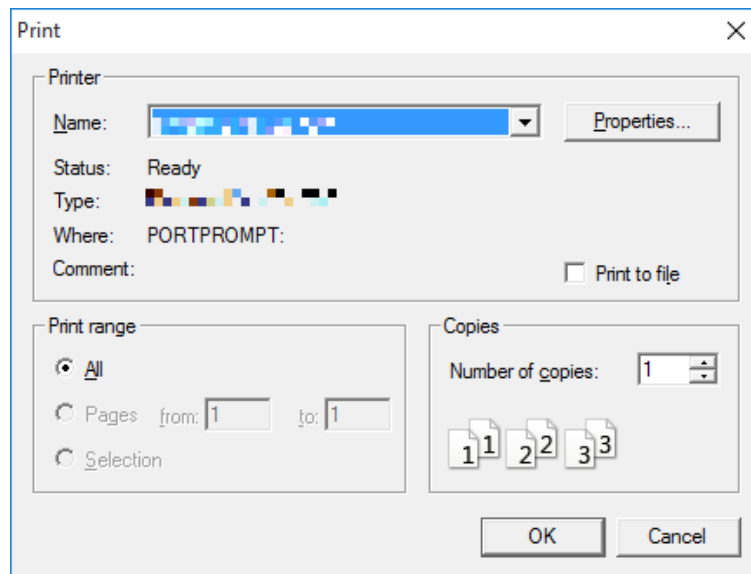 Print
Printer
Name:
Properties...
Status: Ready
Type:
Where: PORTPROMPT:
Comment:
Print to file
Print range
All
Pages from: 1 to: 1
Selection
Copies
Number of copies: 1
1 1 2 2 3 3
OK Cancel